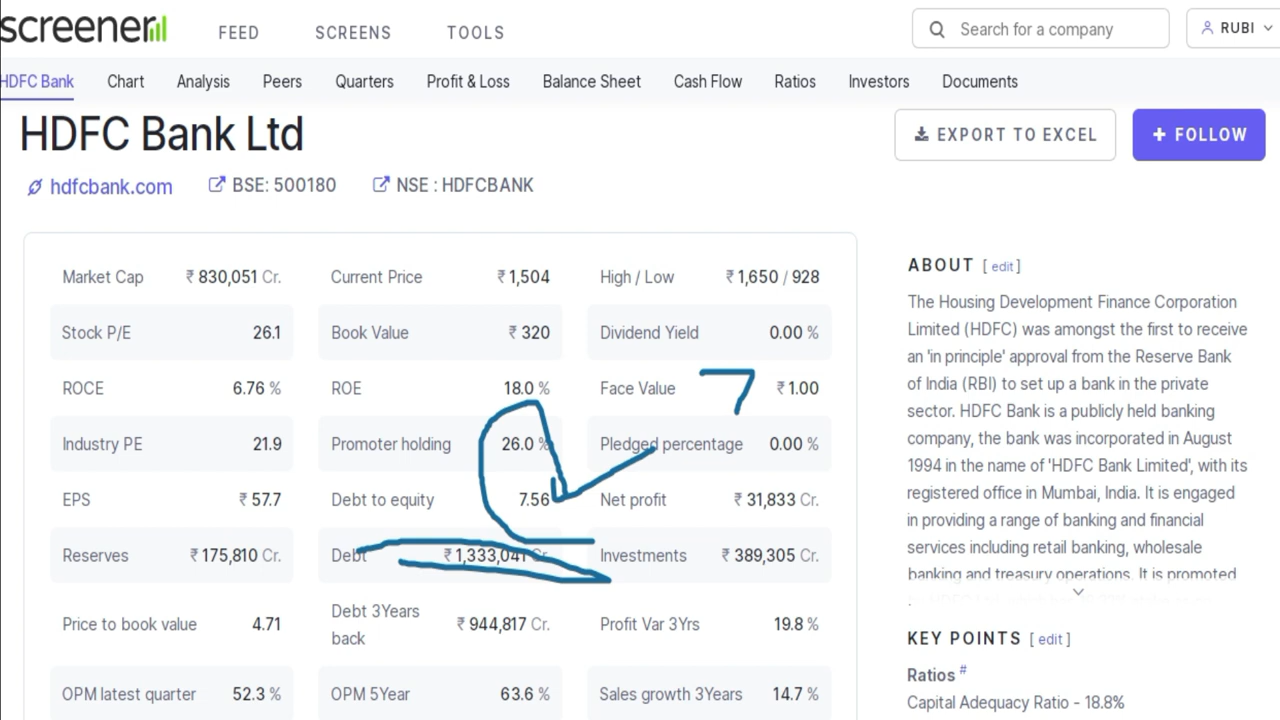 screener FEED SCREENS TOOLS Search for a company RUBI
HDFC Bank Chart Analysis Peers Quarters Profit & Loss Balance Sheet Cash Flow Ratios Investors Documents
HDFC Bank Ltd EXPORT TO EXCEL + FOLLOW
hdfcbank.com BSE: 500180 NSE : HDFCBANK
Market Cap ₹ 830,051 Cr. Current Price ₹ 1,504 High / Low ₹ 1,650 / 928
Stock P/E 26.1 Book Value ₹ 320 Dividend Yield 0.00 %
ROCE 6.76 % ROE 18.0 % Face Value ₹ 1.00
Industry PE 21.9 Promoter holding 26.0 % Pledged percentage 0.00 %
EPS ₹ 57.7 Debt to equity 7.56 Net profit ₹ 31,833 Cr.
Reserves ₹ 175,810 Cr. Debt ₹ 1,333,041 Cr. Investments ₹ 389,305 Cr.
Price to book value 4.71 Debt 3Years back ₹ 944,817 Cr. Profit Var 3Yrs 19.8 %
OPM latest quarter 52.3 % OPM 5Year 63.6 % Sales growth 3Years 14.7 %
ABOUT [ edit ]
The Housing Development Finance Corporation
Limited (HDFC) was amongst the first to receive
an 'in principle' approval from the Reserve Bank
of India (RBI) to set up a bank in the private
sector. HDFC Bank is a publicly held banking
company, the bank was incorporated in August
1994 in the name of 'HDFC Bank Limited', with its
registered office in Mumbai, India. It is engaged
in providing a range of banking and financial
services including retail banking, wholesale
banking and treasury operations. It is promoted
KEY POINTS [ edit ]
Ratios #
Capital Adequacy Ratio - 18.8%